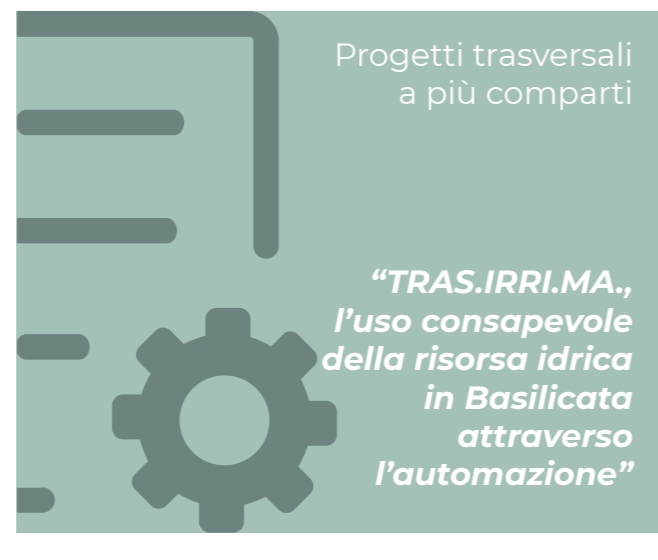 Progetti trasversali
a più comparti
“TRAS.IRRI.MA.,
l’uso consapevole
della risorsa idrica
in Basilicata
attraverso
l’automazione”